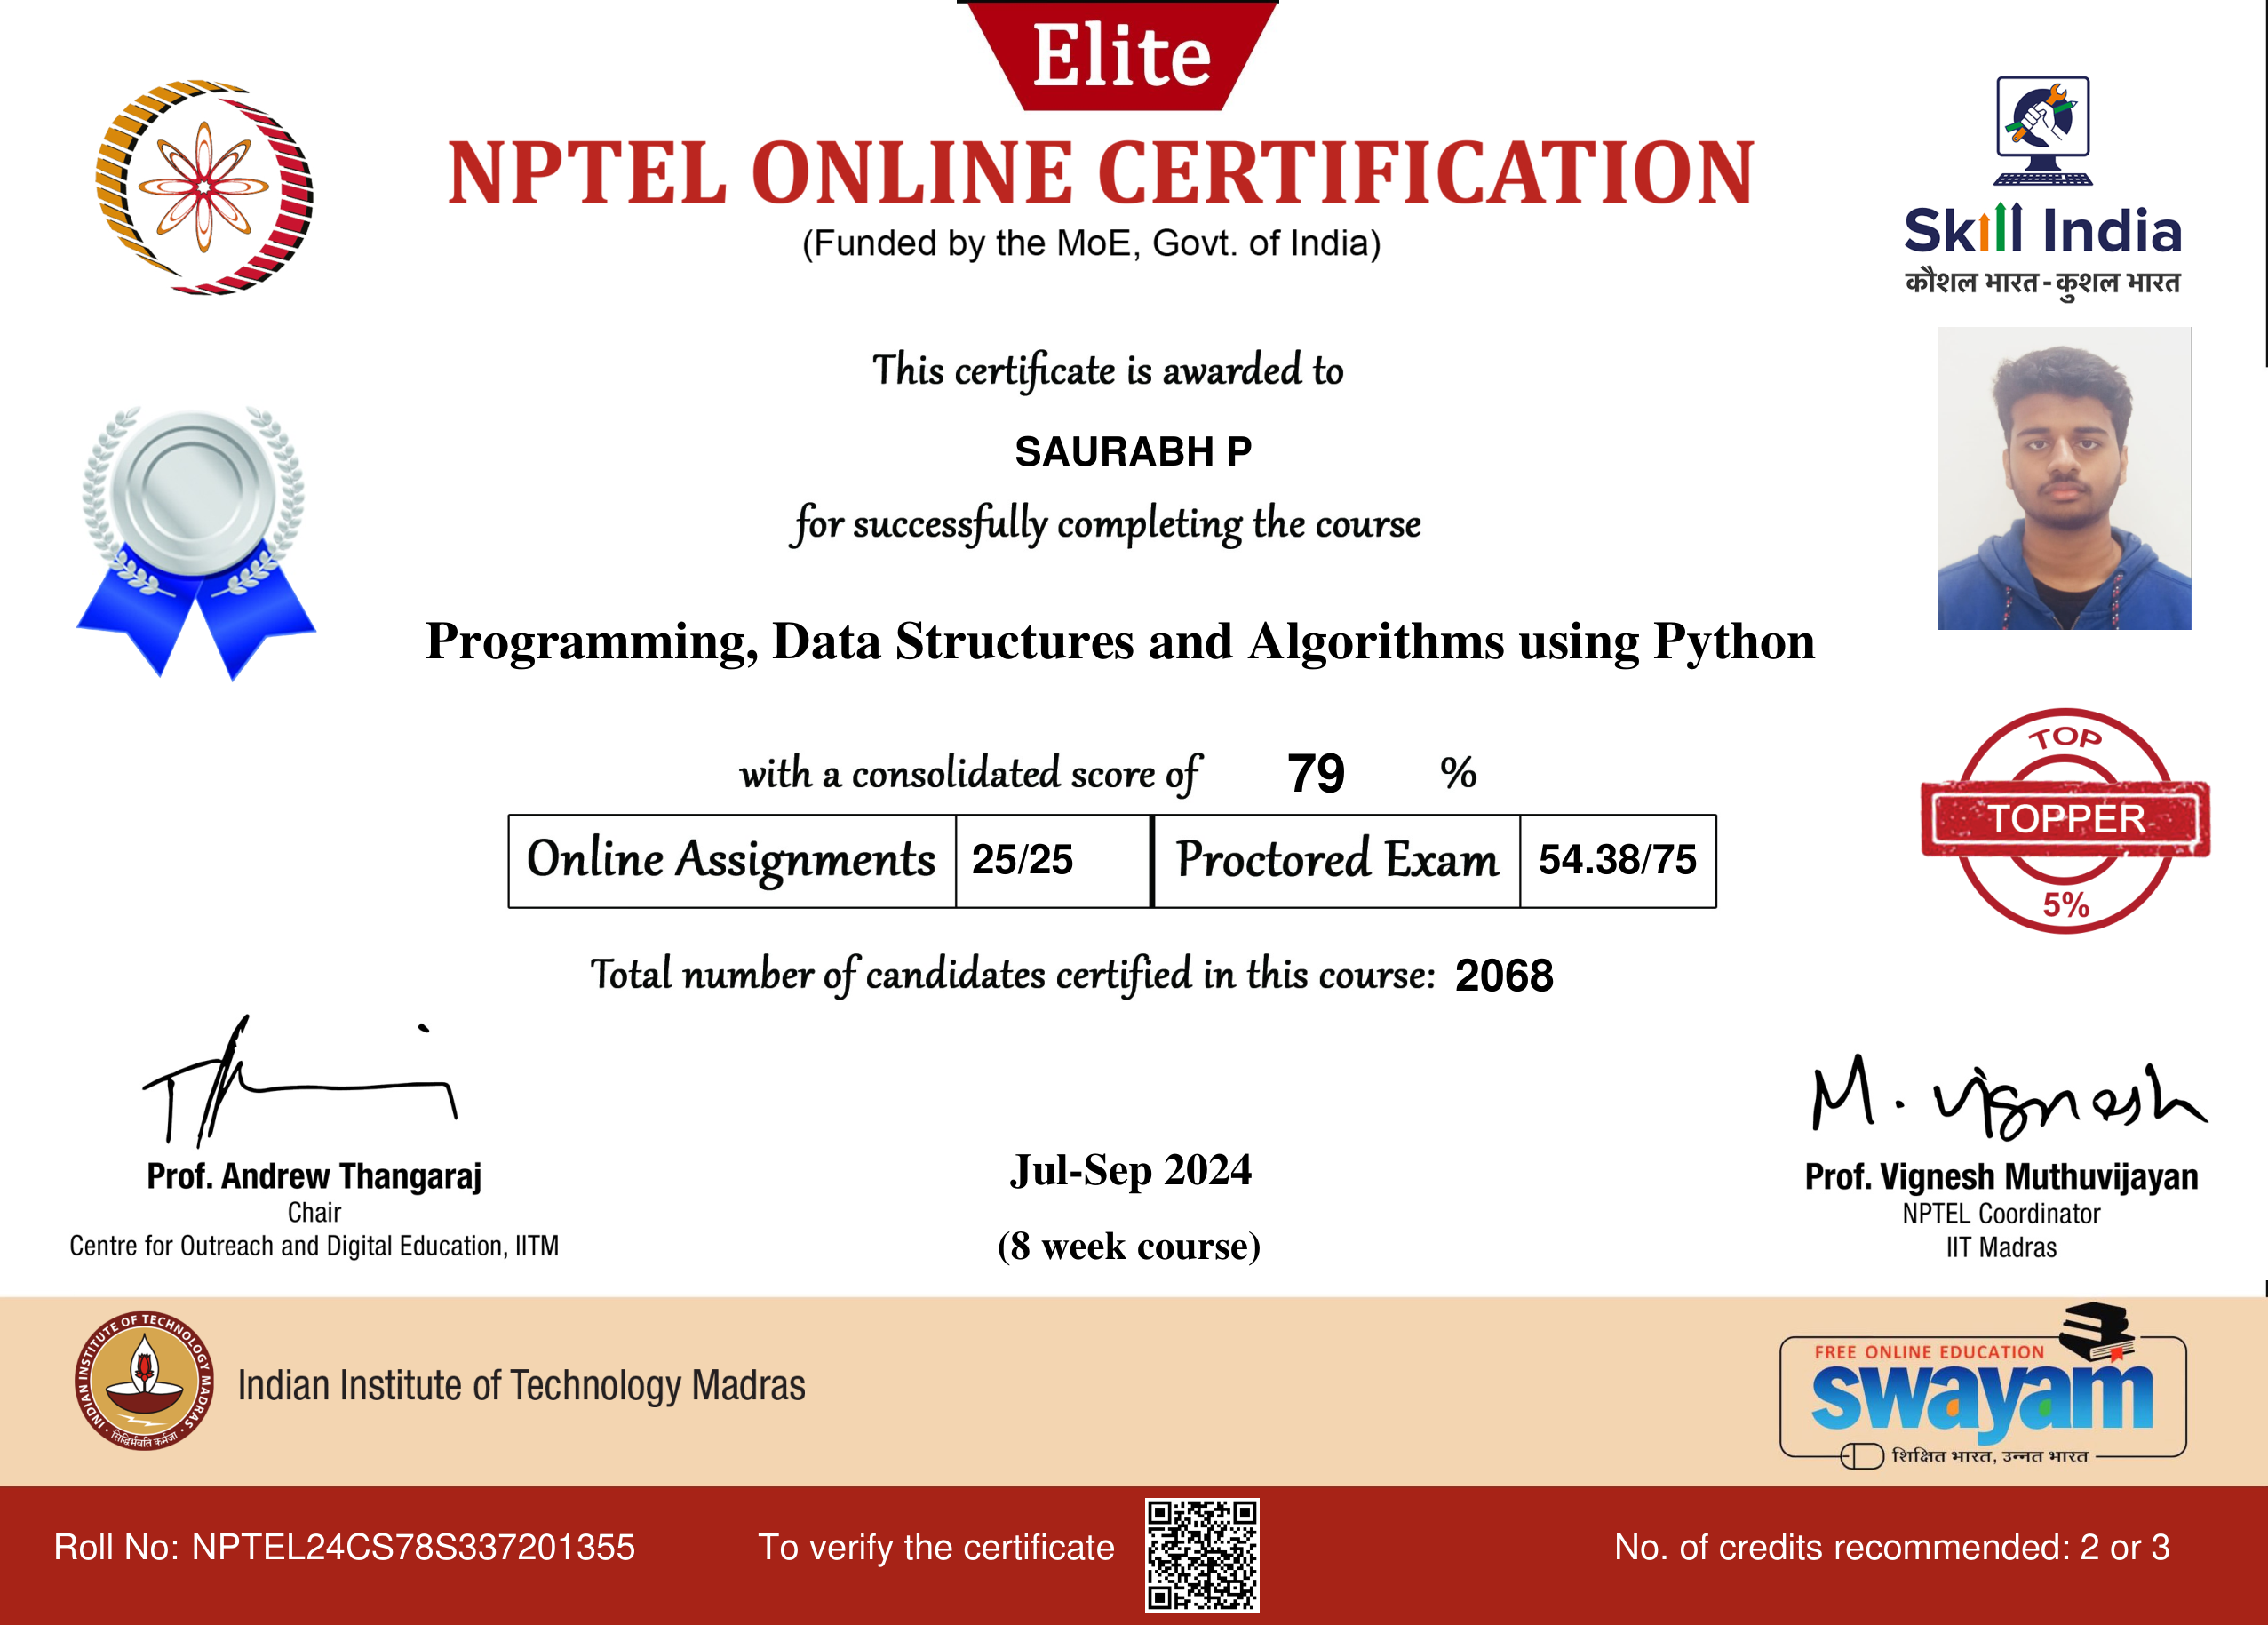 Elite
NPTEL ONLINE CERTIFICATION
(Funded by the MoE, Govt. of India)
Skill India
कौशल भारत - कुशल भारत
This certificate is awarded to
SAURABH P
for successfully completing the course
Programming, Data Structures and Algorithms using Python
with a consolidated score of 79 %
Online Assignments 25/25 Proctored Exam 54.38/75
TOP
TOPPER
5%
Total number of candidates certified in this course: 2068
M. Vignesh
Prof. Andrew Thangaraj
Chair
Centre for Outreach and Digital Education, IITM
Jul-Sep 2024
(8 week course)
Prof. Vignesh Muthuvijayan
NPTEL Coordinator
IIT Madras
INDIAN INSTITUTE OF TECHNOLOGY MADRAS
सिद्धिर्भवति कर्मजा
Indian Institute of Technology Madras
FREE ONLINE EDUCATION
swayam
शिक्षित भारत, उन्नत भारत
Roll No: NPTEL24CS78S337201355
To verify the certificate
No. of credits recommended: 2 or 3